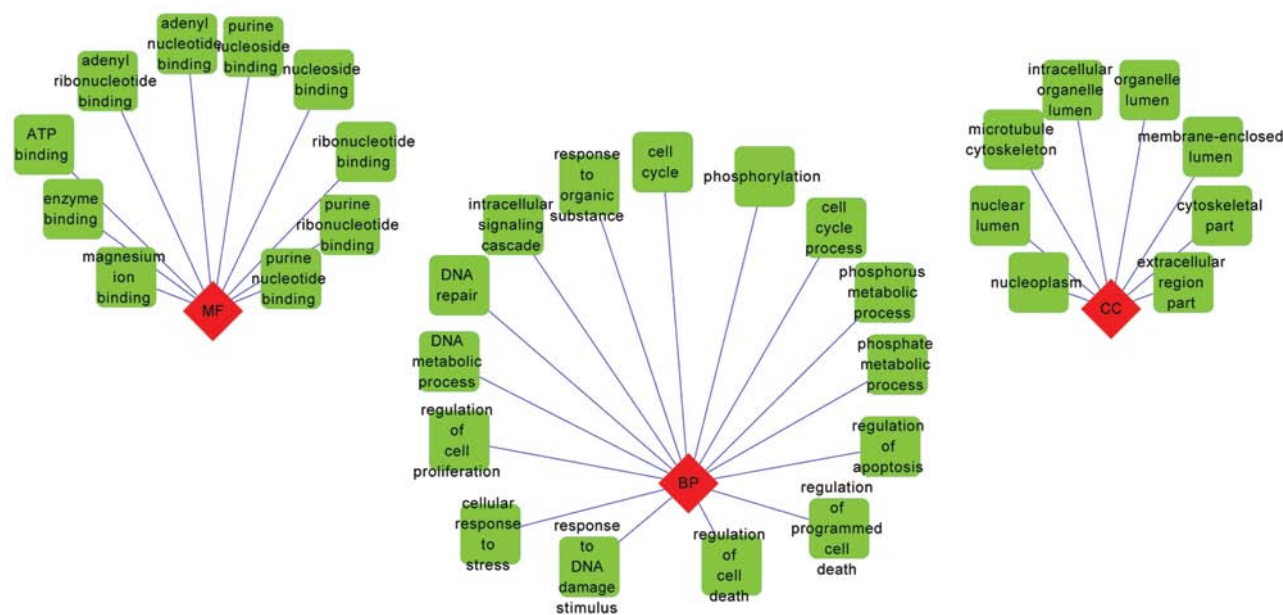 ATP
binding
enzyme
binding
magnesium
ion
binding
adenyl
ribonucleotide
binding
adenyl
nucleotide
binding
purine
nucleoside
binding
nucleoside
binding
ribonucleotide
binding
purine
ribonucleotide
binding
purine
nucleotide
binding
MF
response
to
organic
substance
cell
cycle
phosphorylation
intracellular
signaling
cascade
cell
cycle
process
DNA
repair
phosphorus
metabolic
process
DNA
metabolic
process
phosphate
metabolic
process
regulation
of
cell
proliferation
regulation
of
apoptosis
BP
cellular
response
to
stress
response
to
DNA
damage
stimulus
regulation
of
cell
death
regulation
of
programmed
cell
death
intracellular
organelle
lumen
organelle
lumen
microtubule
cytoskeleton
membrane-enclosed
lumen
nuclear
lumen
cytoskeletal
part
nucleoplasm
extracellular
region
part
CC